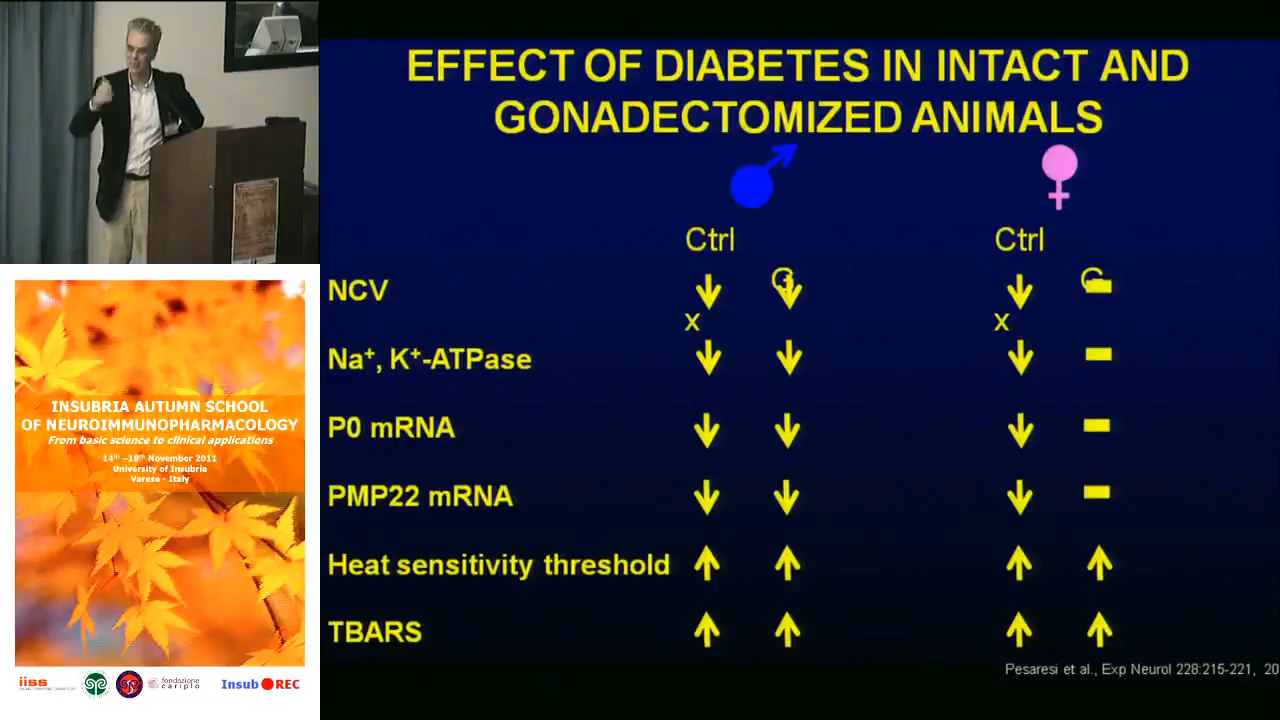 EFFECT OF DIABETES IN INTACT AND
GONADECTOMIZED ANIMALS
Ctrl Ctrl
G G
NCV
x x
Na⁺, K⁺-ATPase
P0 mRNA
PMP22 mRNA
Heat sensitivity threshold
TBARS
Pesaresi et al., Exp Neurol 228:215-221, 20
INSUBRIA AUTUMN SCHOOL
OF NEUROIMMUNOPHARMACOLOGY
From basic science to clinical applications
14th –18th November 2011
University of Insubria
Varese - Italy
iiss
fondazione
cariplo
Insub REC